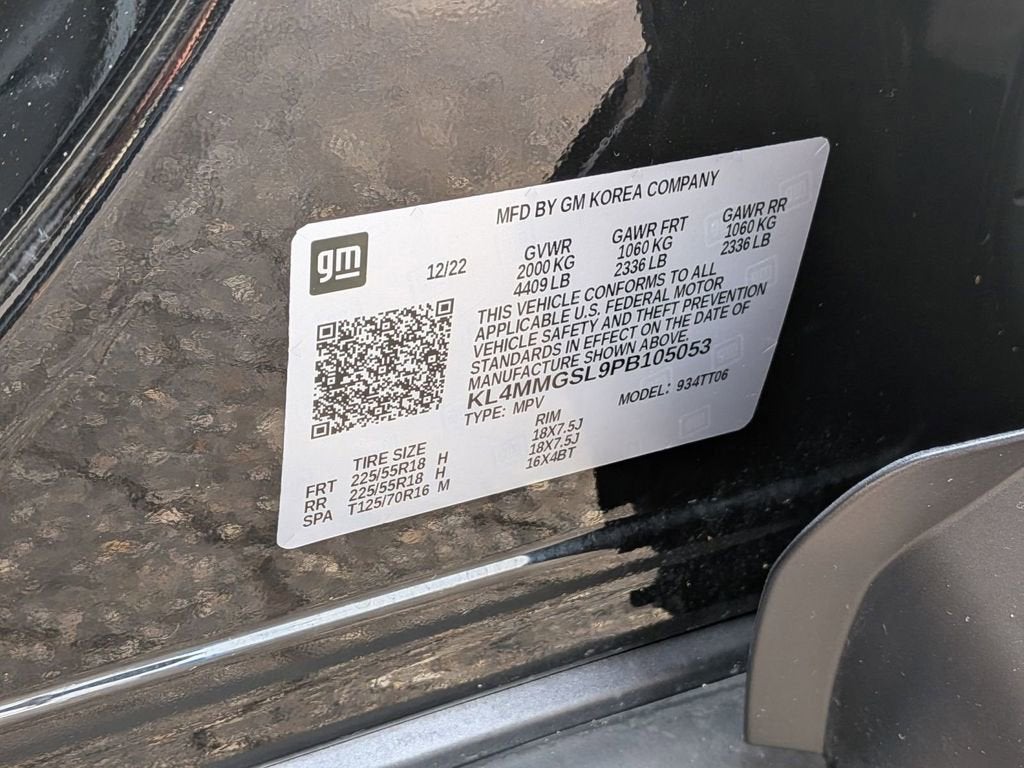 MFD BY GM KOREA COMPANY
gm
12/22
GVWR GAWR FRT GAWR RR
2000 KG 1060 KG 1060 KG
4409 LB 2336 LB 2336 LB
THIS VEHICLE CONFORMS TO ALL
APPLICABLE U.S. FEDERAL MOTOR
VEHICLE SAFETY AND THEFT PREVENTION
STANDARDS IN EFFECT ON THE DATE OF
MANUFACTURE SHOWN ABOVE.
KL4MMGSL9PB105053
TYPE: MPV MODEL: 934TT06
TIRE SIZE RIM
FRT 225/55R18 H 18X7.5J
RR 225/55R18 H 18X7.5J
SPA T125/70R16 M 16X4BT